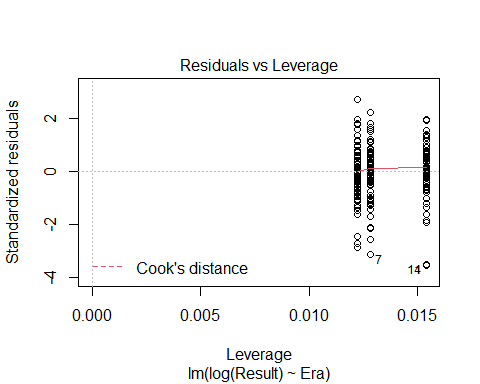 Residuals vs Leverage
Standardized residuals
2
0
-2
-4
7
14
Cook's distance
0.000 0.005 0.010 0.015
Leverage
lm(log(Result) ~ Era)